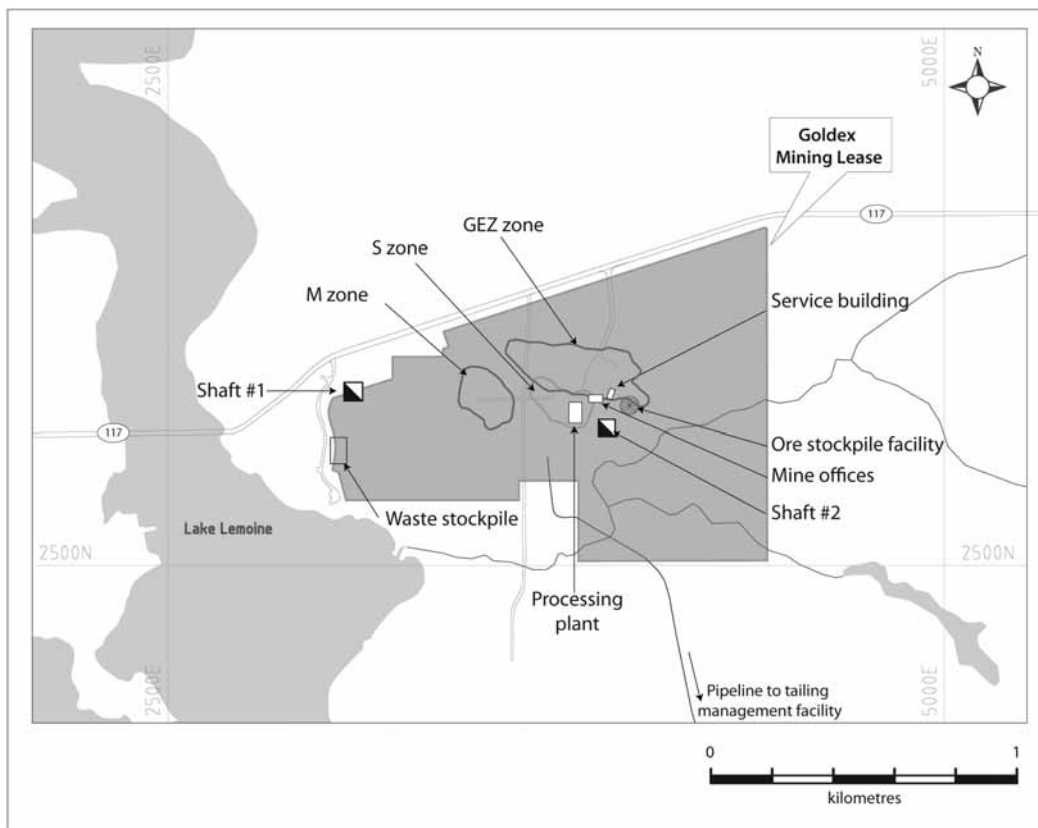 2500E
5000E
N
Goldex
Mining Lease
117
GEZ zone
S zone
M zone
Service building
Shaft #1
117
Ore stockpile facility
Mine offices
Waste stockpile
Shaft #2
Lake Lemoine
2500N
2500N
Processing
plant
2500E
5000E
Pipeline to tailing
management facility
0
1
kilometres